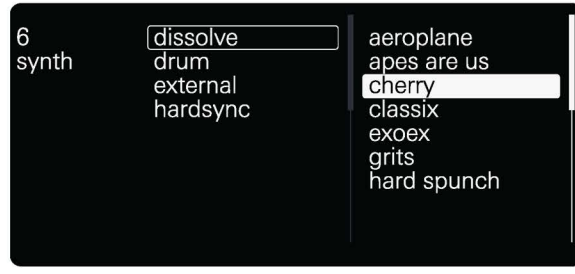 6
synth
dissolve
drum
external
hardsync
aeroplane
apes are us
cherry
classix
exoex
grits
hard spunch